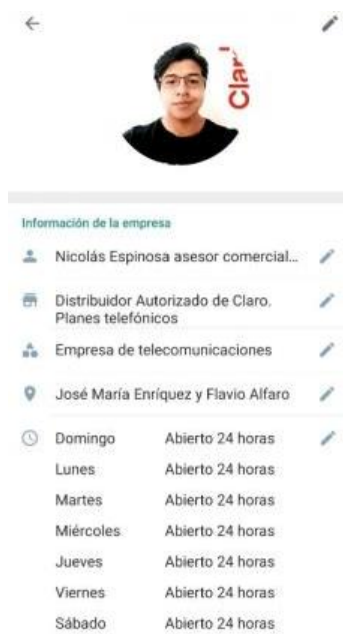 Clar
Información de la empresa
Nicolás Espinosa asesor comercial...
Distribuidor Autorizado de Claro.
Planes telefónicos
Empresa de telecomunicaciones
José María Enríquez y Flavio Alfaro
Domingo Abierto 24 horas
Lunes Abierto 24 horas
Martes Abierto 24 horas
Miércoles Abierto 24 horas
Jueves Abierto 24 horas
Viernes Abierto 24 horas
Sábado Abierto 24 horas